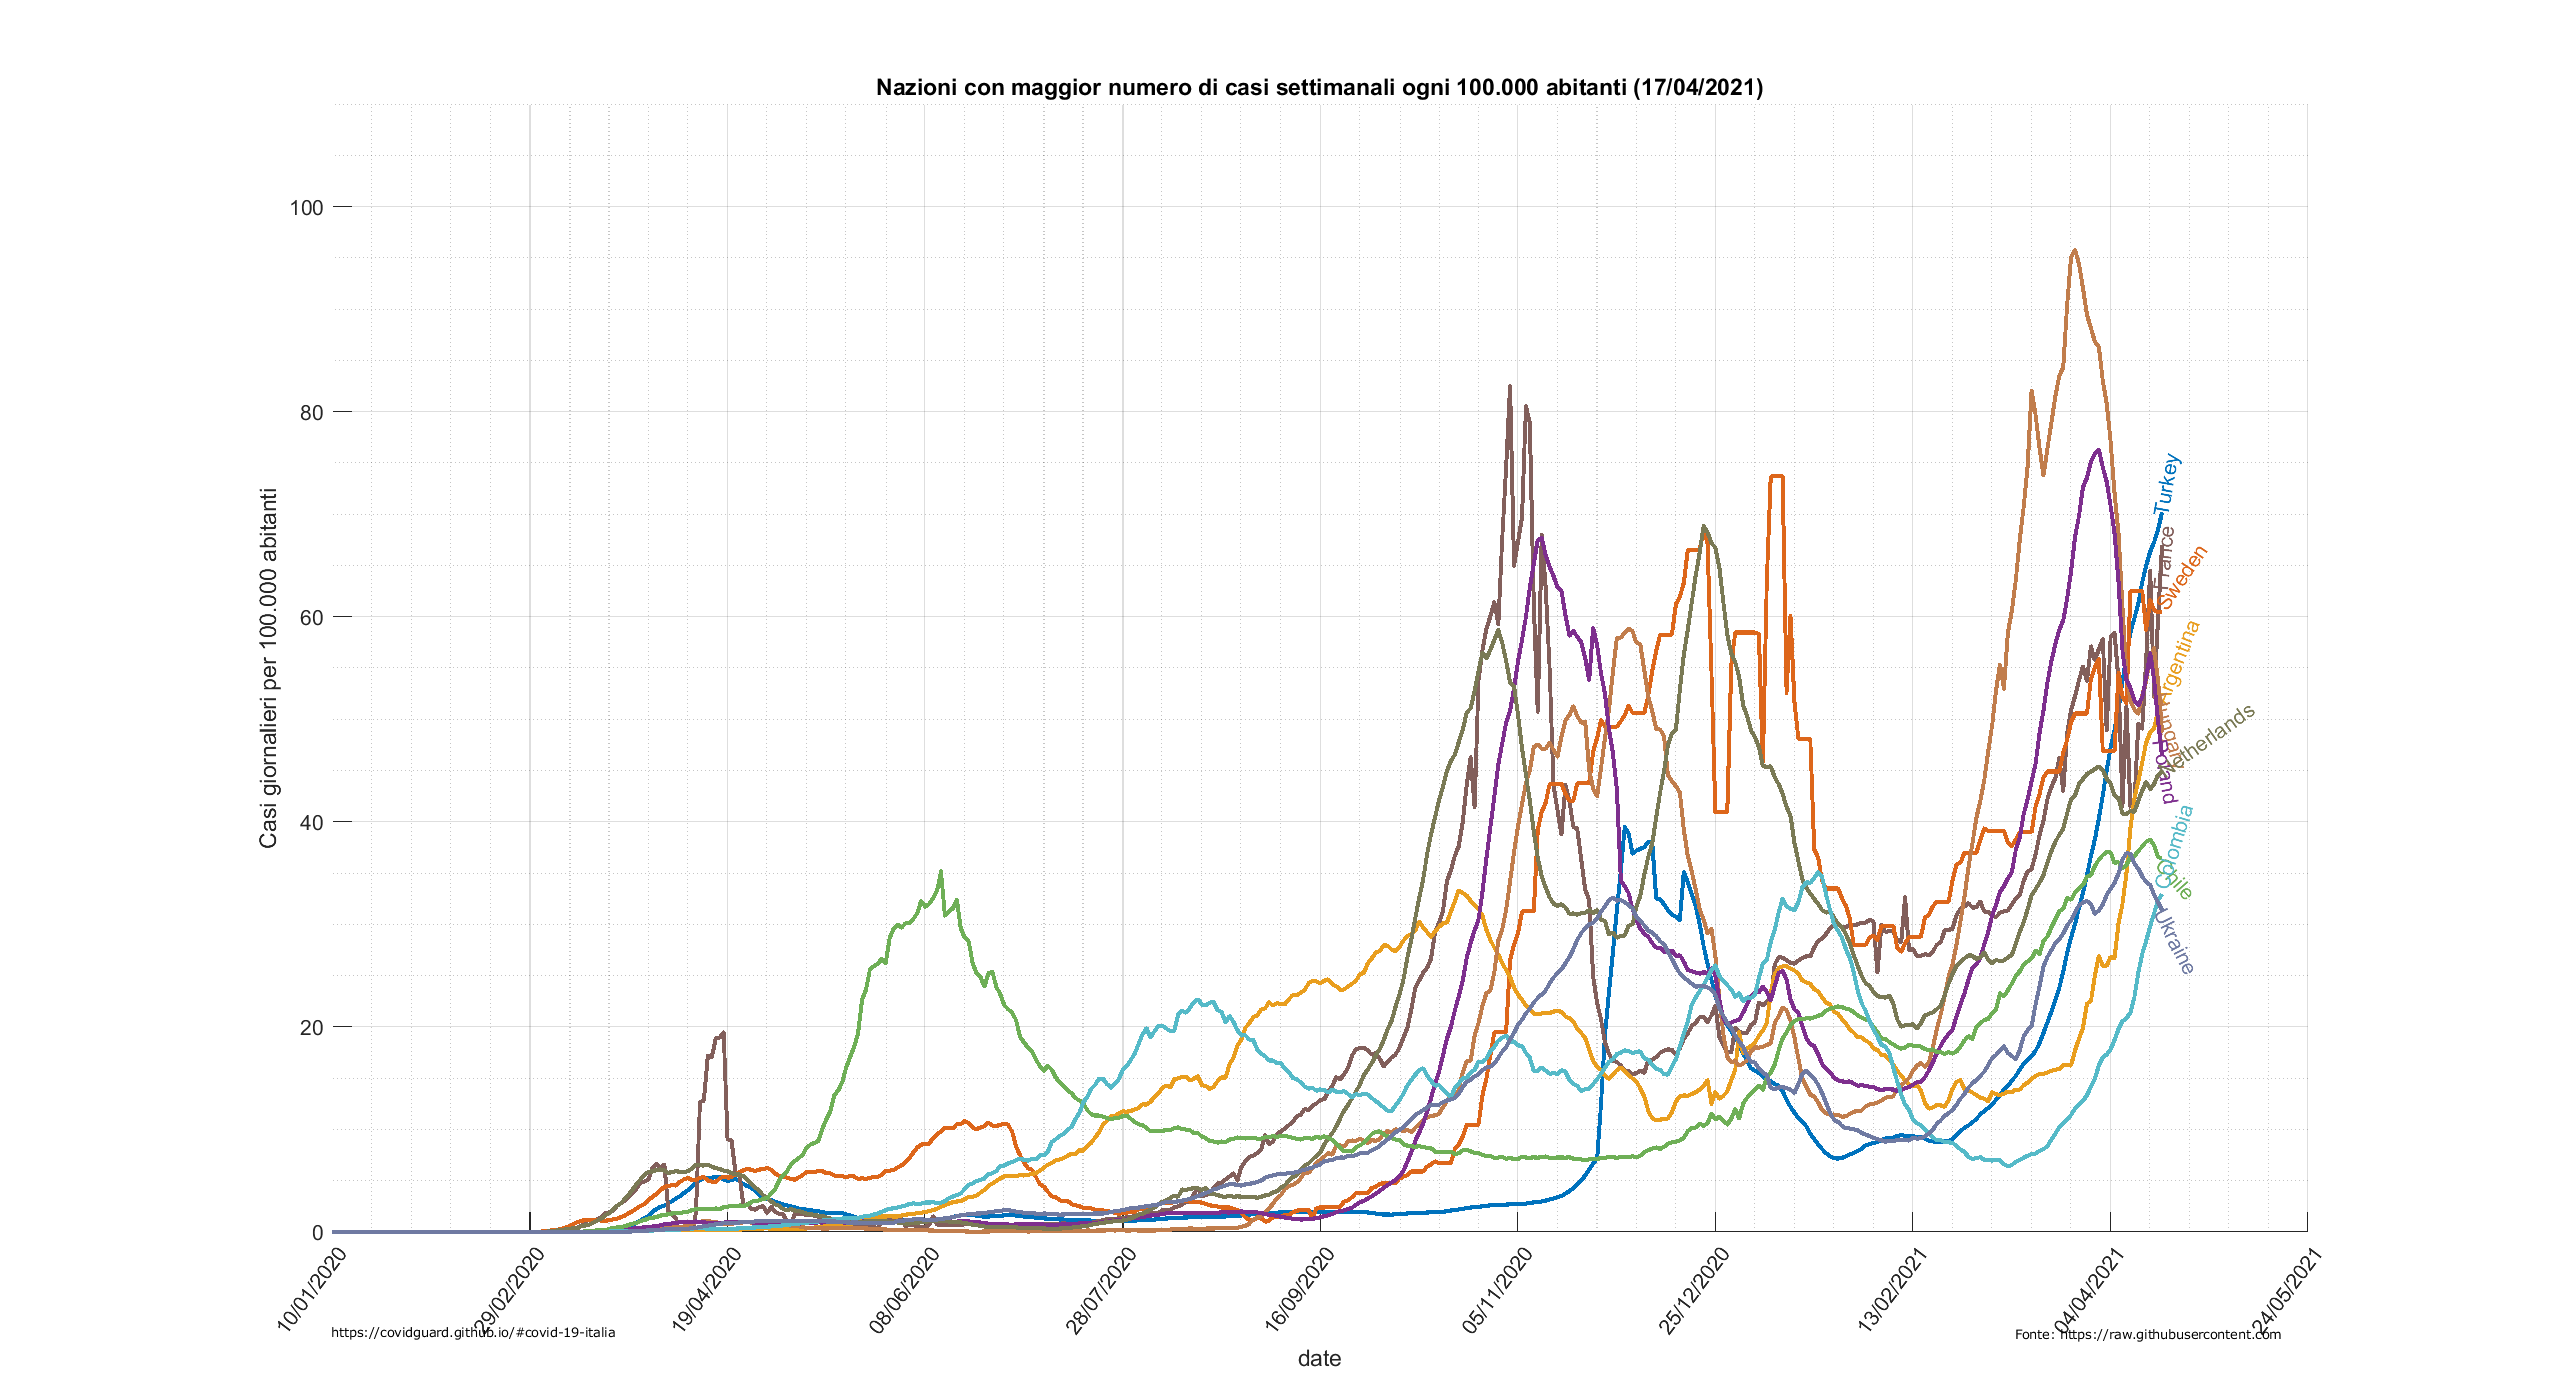 Nazioni con maggior numero di casi settimanali ogni 100.000 abitanti (17/04/2021)
Casi giornalieri per 100.000 abitanti
100
80
60
40
20
0
Turkey
France
Sweden
Argentina
Netherlands
Poland
Colombia
Chile
Ukraine
10/01/2020
29/02/2020
19/04/2020
08/06/2020
28/07/2020
16/09/2020
05/11/2020
25/12/2020
13/02/2021
04/04/2021
24/05/2021
https://covidguard.github.io/#covid-19-italia
Fonte: https://raw.githubusercontent.com
date